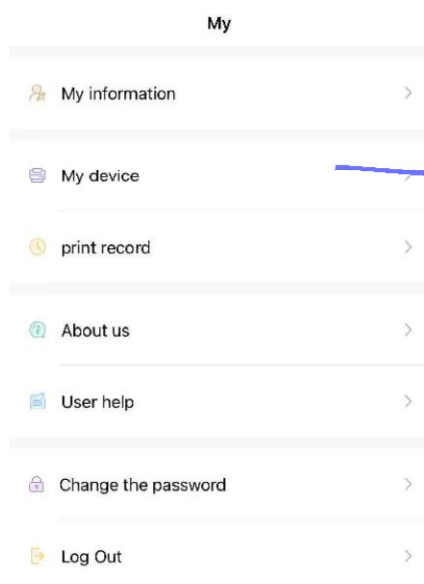 My
My information
My device
print record
About us
User help
Change the password
Log Out